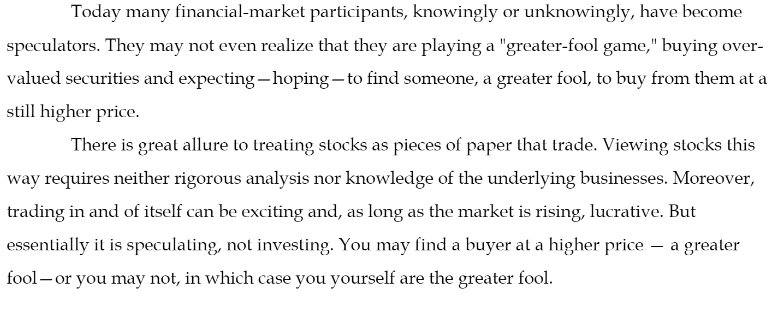 Today many financial-market participants, knowingly or unknowingly, have become
speculators. They may not even realize that they are playing a "greater-fool game," buying over-
valued securities and expecting—hoping—to find someone, a greater fool, to buy from them at a
still higher price.
There is great allure to treating stocks as pieces of paper that trade. Viewing stocks this
way requires neither rigorous analysis nor knowledge of the underlying businesses. Moreover,
trading in and of itself can be exciting and, as long as the market is rising, lucrative. But
essentially it is speculating, not investing. You may find a buyer at a higher price — a greater
fool—or you may not, in which case you yourself are the greater fool.